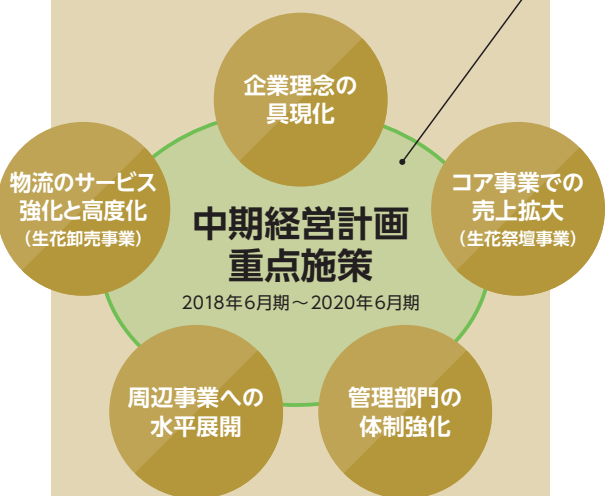 企業理念の
具現化
物流のサービス
強化と高度化
（生花卸売事業）
コア事業での
売上拡大
（生花祭壇事業）
中期経営計画
重点施策
2018年6月期～2020年6月期
周辺事業への
水平展開
管理部門の
体制強化